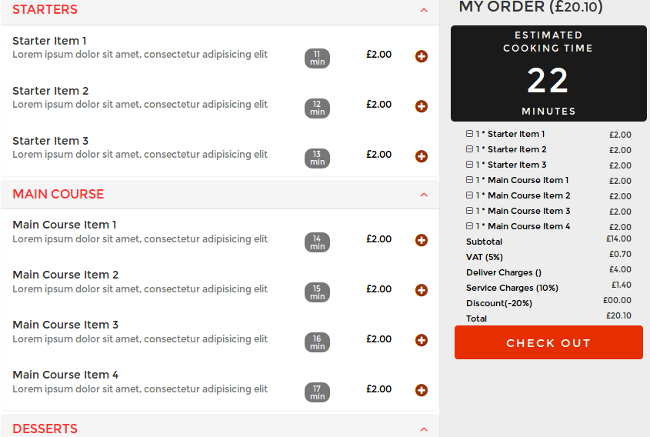 STARTERS
Starter Item 1
Lorem ipsum dolor sit amet, consectetur adipisicing elit
11
min
£2.00
Starter Item 2
Lorem ipsum dolor sit amet, consectetur adipisicing elit
12
min
£2.00
Starter Item 3
Lorem ipsum dolor sit amet, consectetur adipisicing elit
13
min
£2.00
MAIN COURSE
Main Course Item 1
Lorem ipsum dolor sit amet, consectetur adipisicing elit
14
min
£2.00
Main Course Item 2
Lorem ipsum dolor sit amet, consectetur adipisicing elit
15
min
£2.00
Main Course Item 3
Lorem ipsum dolor sit amet, consectetur adipisicing elit
16
min
£2.00
Main Course Item 4
Lorem ipsum dolor sit amet, consectetur adipisicing elit
17
min
£2.00
DESSERTS
MY ORDER (£20.10)
ESTIMATED
COOKING TIME
22
MINUTES
1 * Starter Item 1 £2.00
1 * Starter Item 2 £2.00
1 * Starter Item 3 £2.00
1 * Main Course Item 1 £2.00
1 * Main Course Item 2 £2.00
1 * Main Course Item 3 £2.00
1 * Main Course Item 4 £2.00
Subtotal £14.00
VAT (5%) £0.70
Deliver Charges () £4.00
Service Charges (10%) £1.40
Discount(-20%) £00.00
Total £20.10
CHECK OUT